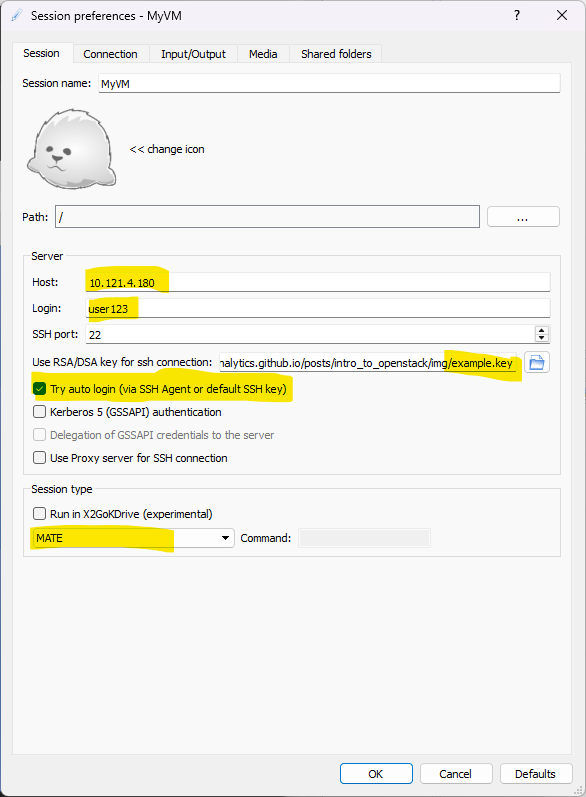 Session preferences - MyVM
?
Session Connection Input/Output Media Shared folders
Session name: MyVM
<< change icon
Path: / ...
Server
Host: 10.121.4.180
Login: user123
SSH port: 22
Use RSA/DSA key for ssh connection: nalytics.github.io/posts/intro_to_openstack/img/example.key
Try auto login (via SSH Agent or default SSH key)
Kerberos 5 (GSSAPI) authentication
Delegation of GSSAPI credentials to the server
Use Proxy server for SSH connection
Session type
Run in X2GoKDrive (experimental)
MATE Command:
OK Cancel Defaults